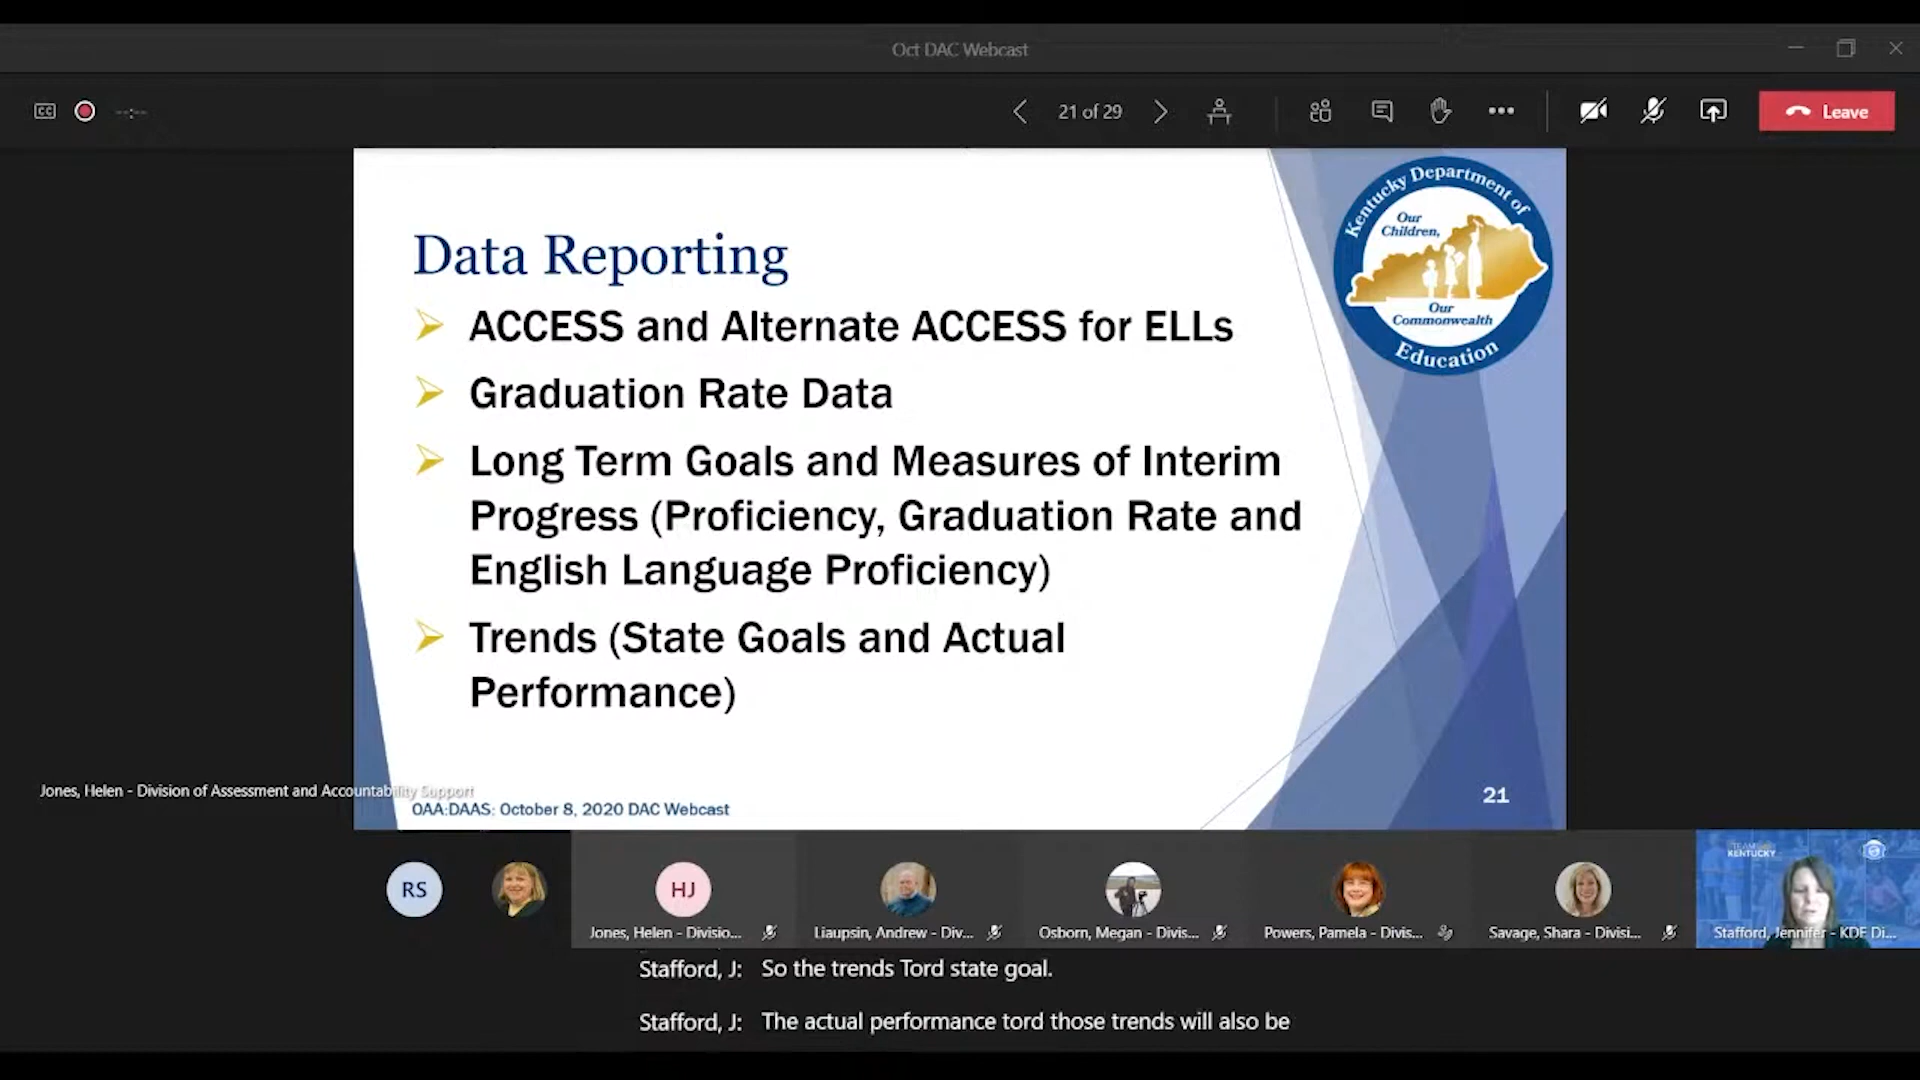 Oct DAC Webcast
CC
--:--
21 of 29
Leave
Kentucky Department of
Our
Children,
Our
Commonwealth
Education
Data Reporting
ACCESS and Alternate ACCESS for ELLs
Graduation Rate Data
Long Term Goals and Measures of Interim
Progress (Proficiency, Graduation Rate and
English Language Proficiency)
Trends (State Goals and Actual
Performance)
Jones, Helen - Division of Assessment and Accountability Support
OAA:DAAS: October 8, 2020 DAC Webcast
21
RS
HJ
TEAM
KENTUCKY
Jones, Helen - Divisio...
Liaupsin, Andrew - Div...
Osborn, Megan - Divis...
Powers, Pamela - Divis...
Savage, Shara - Divisi...
Stafford, Jennifer - KDE Di...
Stafford, J: So the trends Tord state goal.
Stafford, J: The actual performance tord those trends will also be